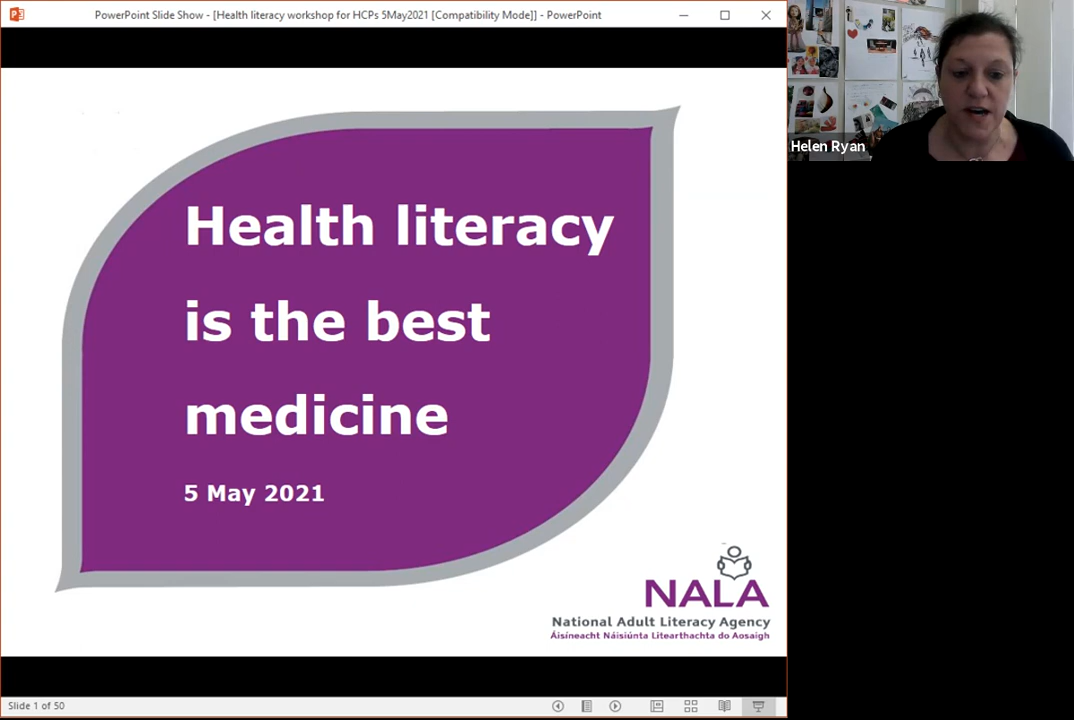 PowerPoint Slide Show - [Health literacy workshop for HCPs 5May2021 [Compatibility Mode]] - PowerPoint
Helen Ryan
Health literacy
is the best
medicine
5 May 2021
NALA
National Adult Literacy Agency
Áisíneacht Náisiúnta Litearthachta do Aosaigh
Slide 1 of 50